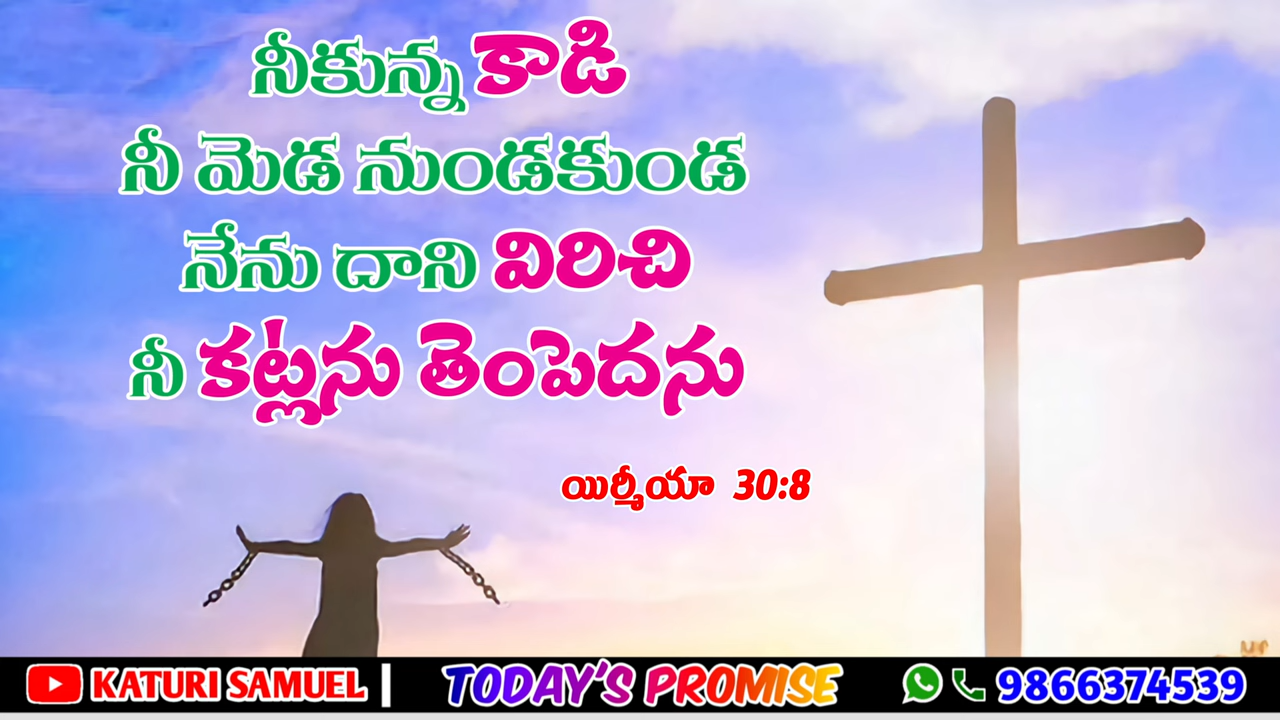 నీకున్న కాడి
నీ మెడ నుండకుండ
నేను దాని విరిచి
నీ కట్లను తెంపెదను
యిర్మీయా 30:8
KATURI SAMUEL | TODAY'S PROMISE 9866374539